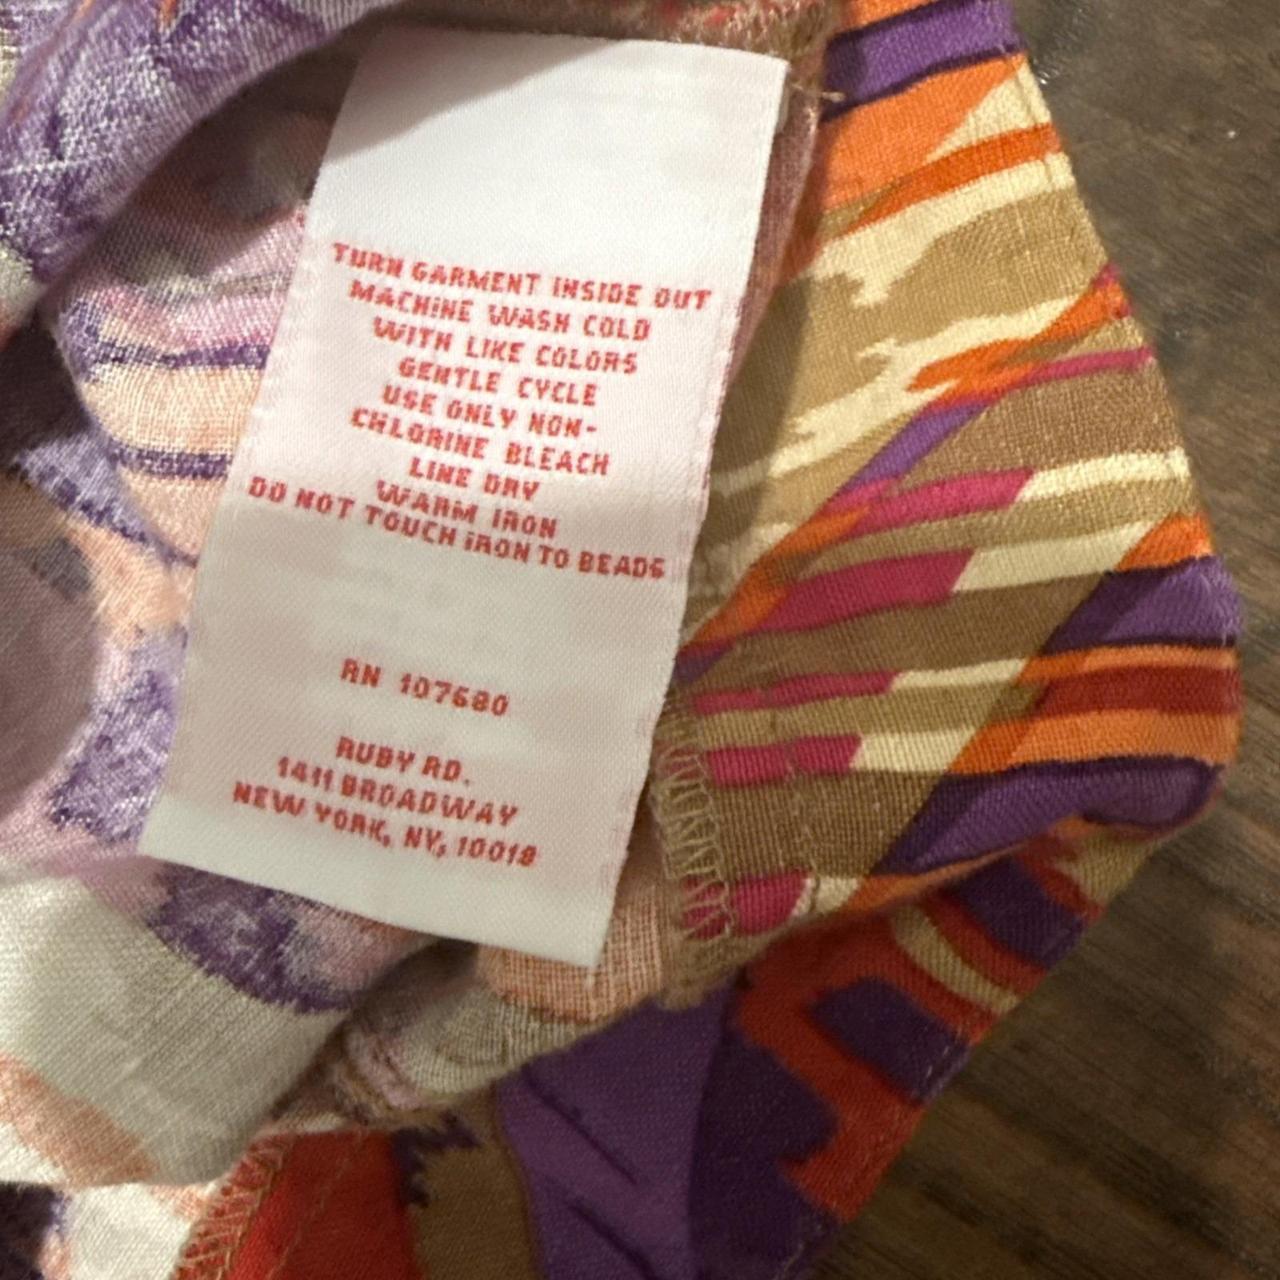 TURN GARMENT INSIDE OUT
MACHINE WASH COLD
WITH LIKE COLORS
GENTLE CYCLE
USE ONLY NON-
CHLORINE BLEACH
LINE DRY
WARM IRON
DO NOT TOUCH IRON TO BEADS
RN 107680
RUBY RD.
1411 BROADWAY
NEW YORK, NY, 10018